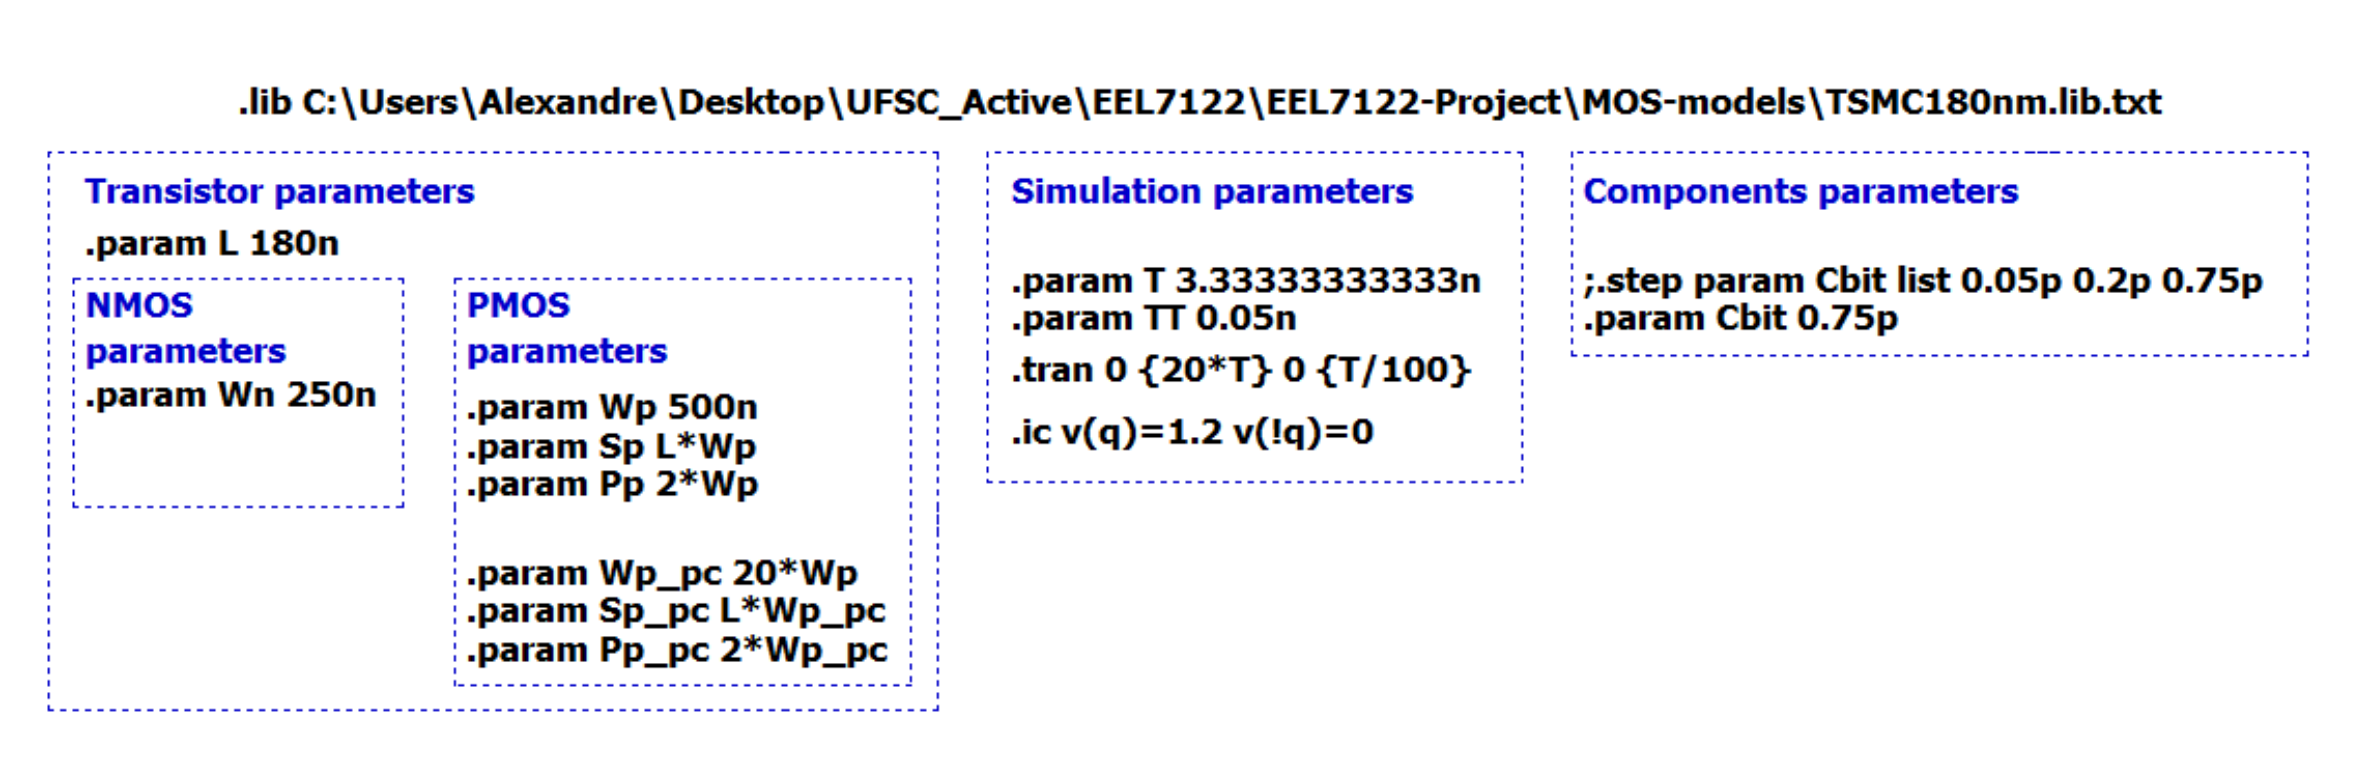 .lib C:\Users\Alexandre\Desktop\UFSC_Active\EEL7122\EEL7122-Project\MOS-models\TSMC180nm.lib.txt
Transistor parameters
.param L 180n
NMOS
parameters
.param Wn 250n
PMOS
parameters
.param Wp 500n
.param Sp L*Wp
.param Pp 2*Wp
.param Wp_pc 20*Wp
.param Sp_pc L*Wp_pc
.param Pp_pc 2*Wp_pc
Simulation parameters
.param T 3.33333333333n
.param TT 0.05n
.tran 0 {20*T} 0 {T/100}
.ic v(q)=1.2 v(!q)=0
Components parameters
;.step param Cbit list 0.05p 0.2p 0.75p
.param Cbit 0.75p